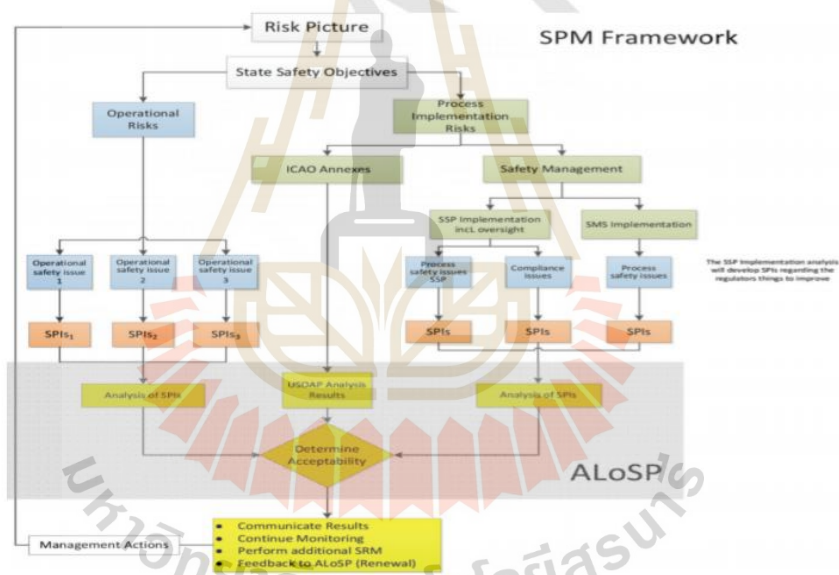 Risk Picture
SPM Framework
State Safety Objectives
Operational
Risks
Process
Implementation
Risks
ICAO Annexes
Safety Management
SSP Implementation
incl. oversight
SMS Implementation
Operational
safety issue
1
Operational
safety issue
2
Operational
safety issue
3
Process
safety issues
SSP
Compliance
issues
Process
safety issues
The SSP Implementation analysis
will develop SPIs regarding the
regulators things to improve
SPIs1
SPIs2
SPIs3
SPIs
SPIs
SPIs
Analysis of SPIs
USOAP Analysis
Results
Analysis of SPIs
Determine
Acceptability
ALoSP
Management Actions
• Communicate Results
• Continue Monitoring
• Perform additional SRM
• Feedback to ALoSP (Renewal)